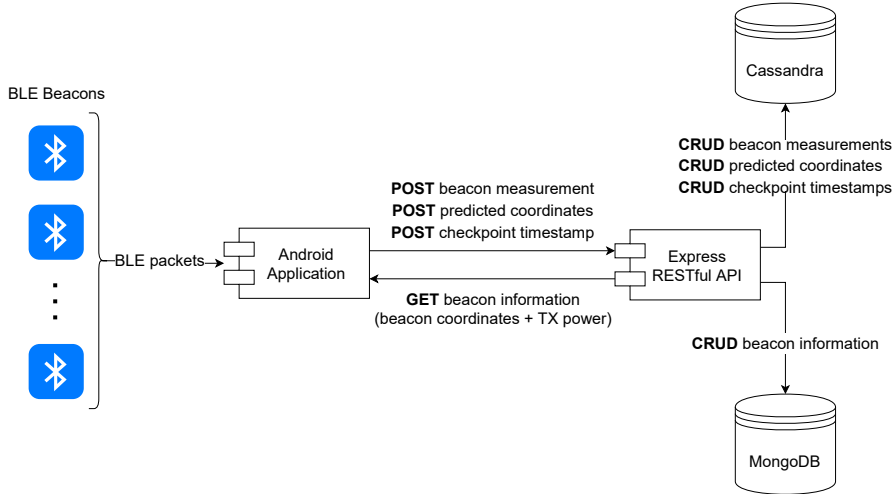 Cassandra
BLE Beacons
CRUD beacon measurements
CRUD predicted coordinates
CRUD checkpoint timestamps
POST beacon measurement
POST predicted coordinates
POST checkpoint timestamp
BLE packets
Android
Application
Express
RESTful API
GET beacon information
(beacon coordinates + TX power)
CRUD beacon information
MongoDB